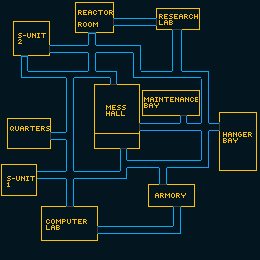 REACTOR
ROOM
RESEARCH
LAB
S-UNIT
2
MESS
HALL
MAINTENANCE
BAY
QUARTERS
HANGER
BAY
S-UNIT
1
ARMORY
COMPUTER
LAB